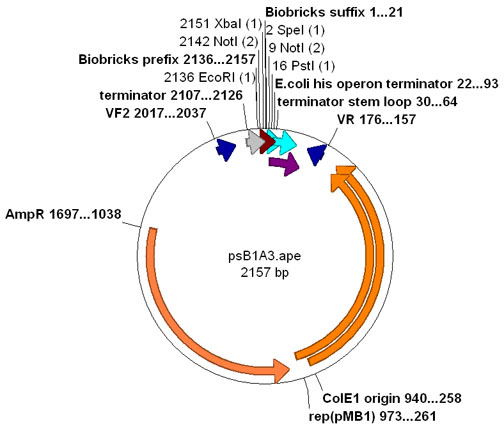 2151 XbaI (1)
2142 NotI (2)
Biobricks prefix 2136...2157
2136 EcoRI (1)
terminator 2107...2126
VF2 2017...2037
Biobricks suffix 1...21
2 SpeI (1)
9 NotI (2)
16 PstI (1)
E.coli his operon terminator 22...93
terminator stem loop 30...64
VR 176...157
AmpR 1697...1038
psB1A3.ape
2157 bp
ColE1 origin 940...258
rep(pMB1) 973...261